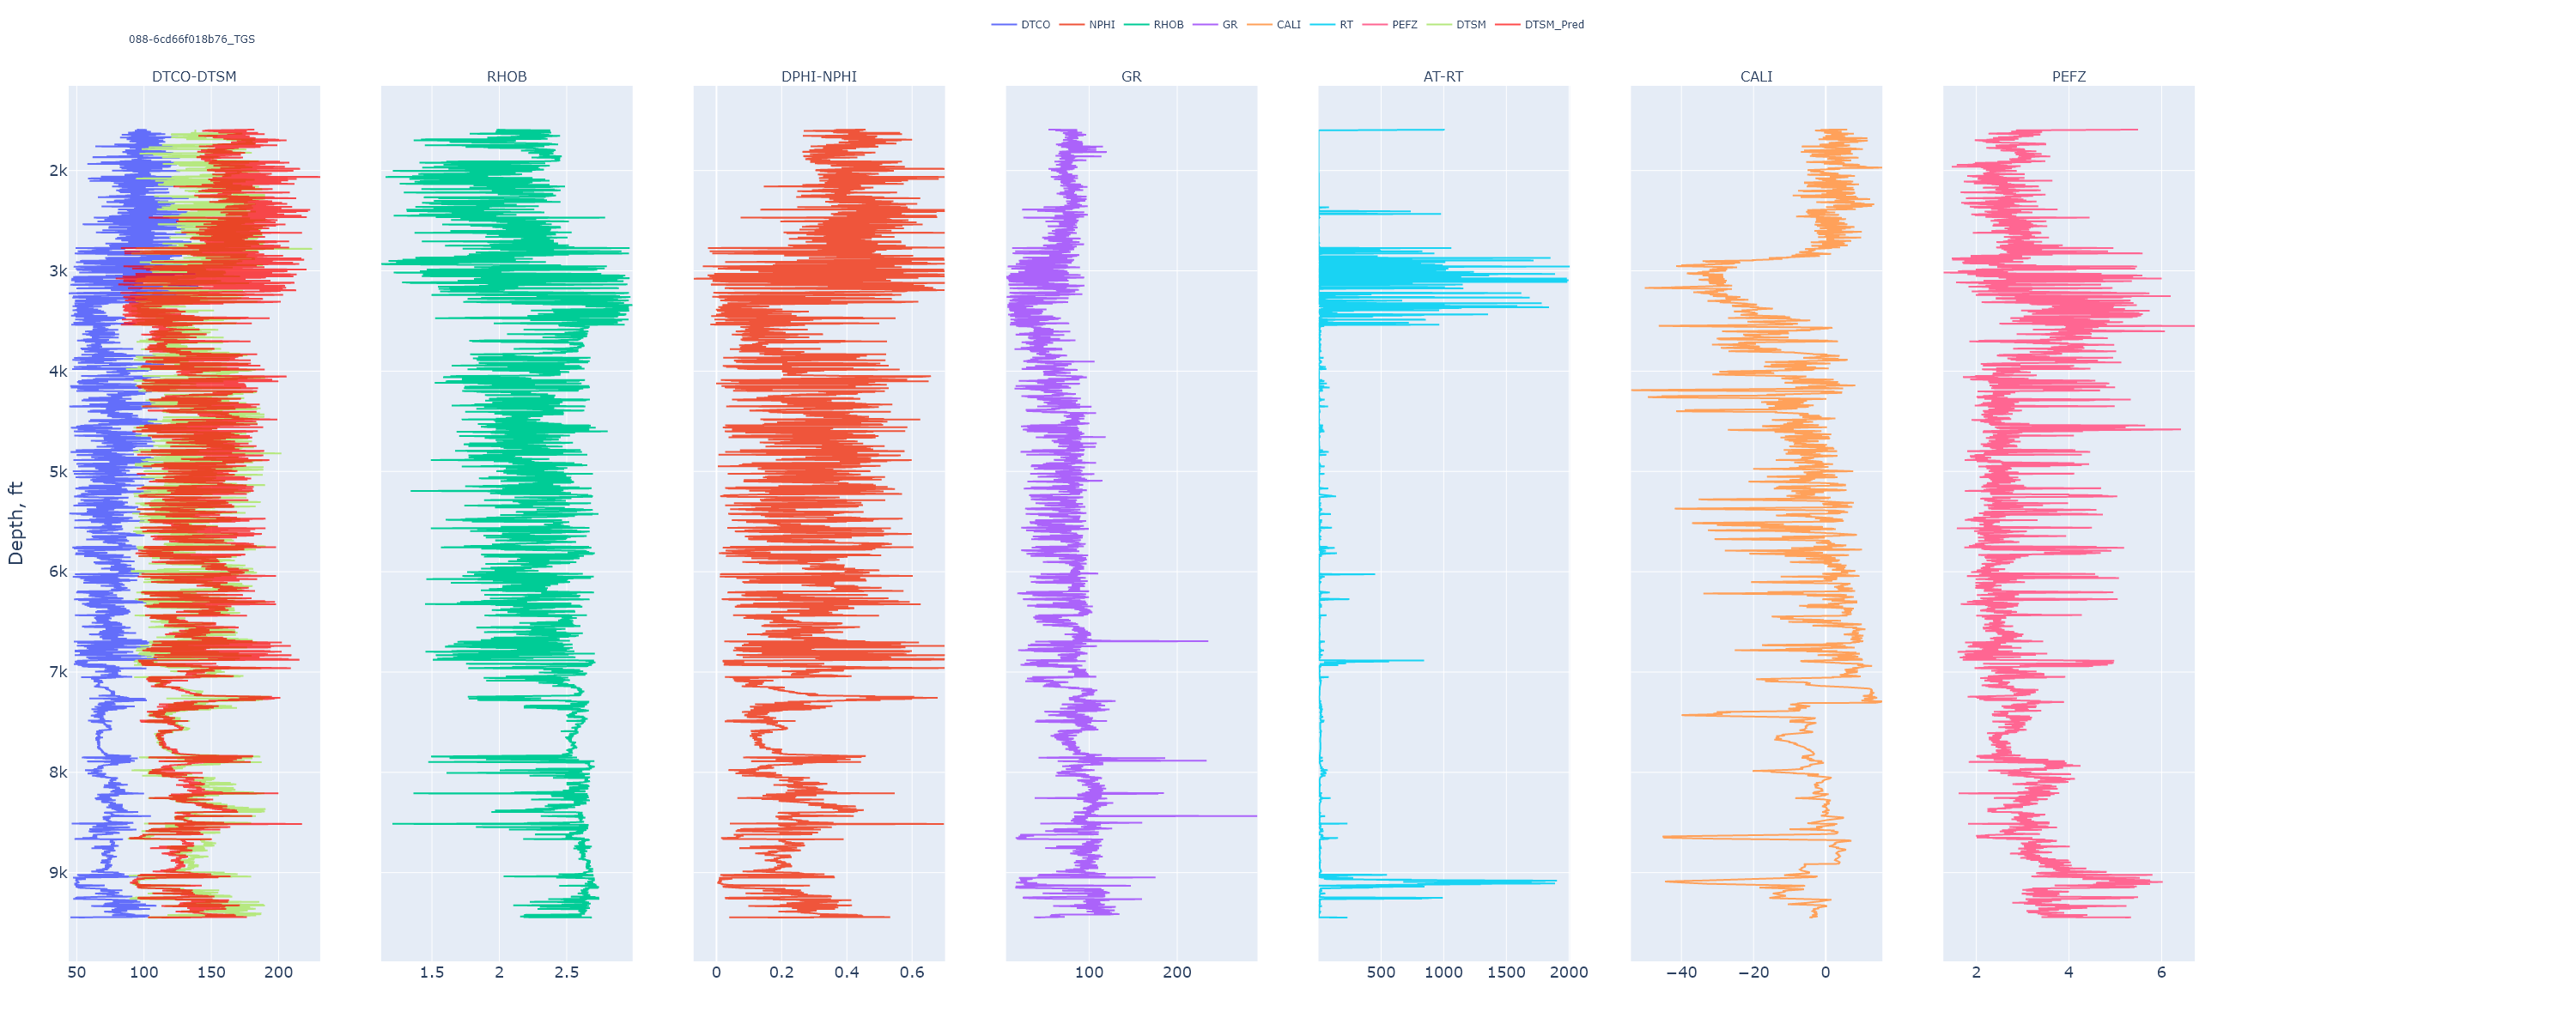 DTCO NPHI RHOB GR CALI RT PEFZ DTSM DTSM_Pred
088-6cd66f018b76_TGS
DTCO-DTSM RHOB DPHI-NPHI GR AT-RT CALI PEFZ
2k
3k
4k
5k
6k
7k
8k
9k
Depth, ft
50 100 150 200 1.5 2 2.5 0 0.2 0.4 0.6 100 200 500 1000 1500 2000 −40 −20 0 2 4 6